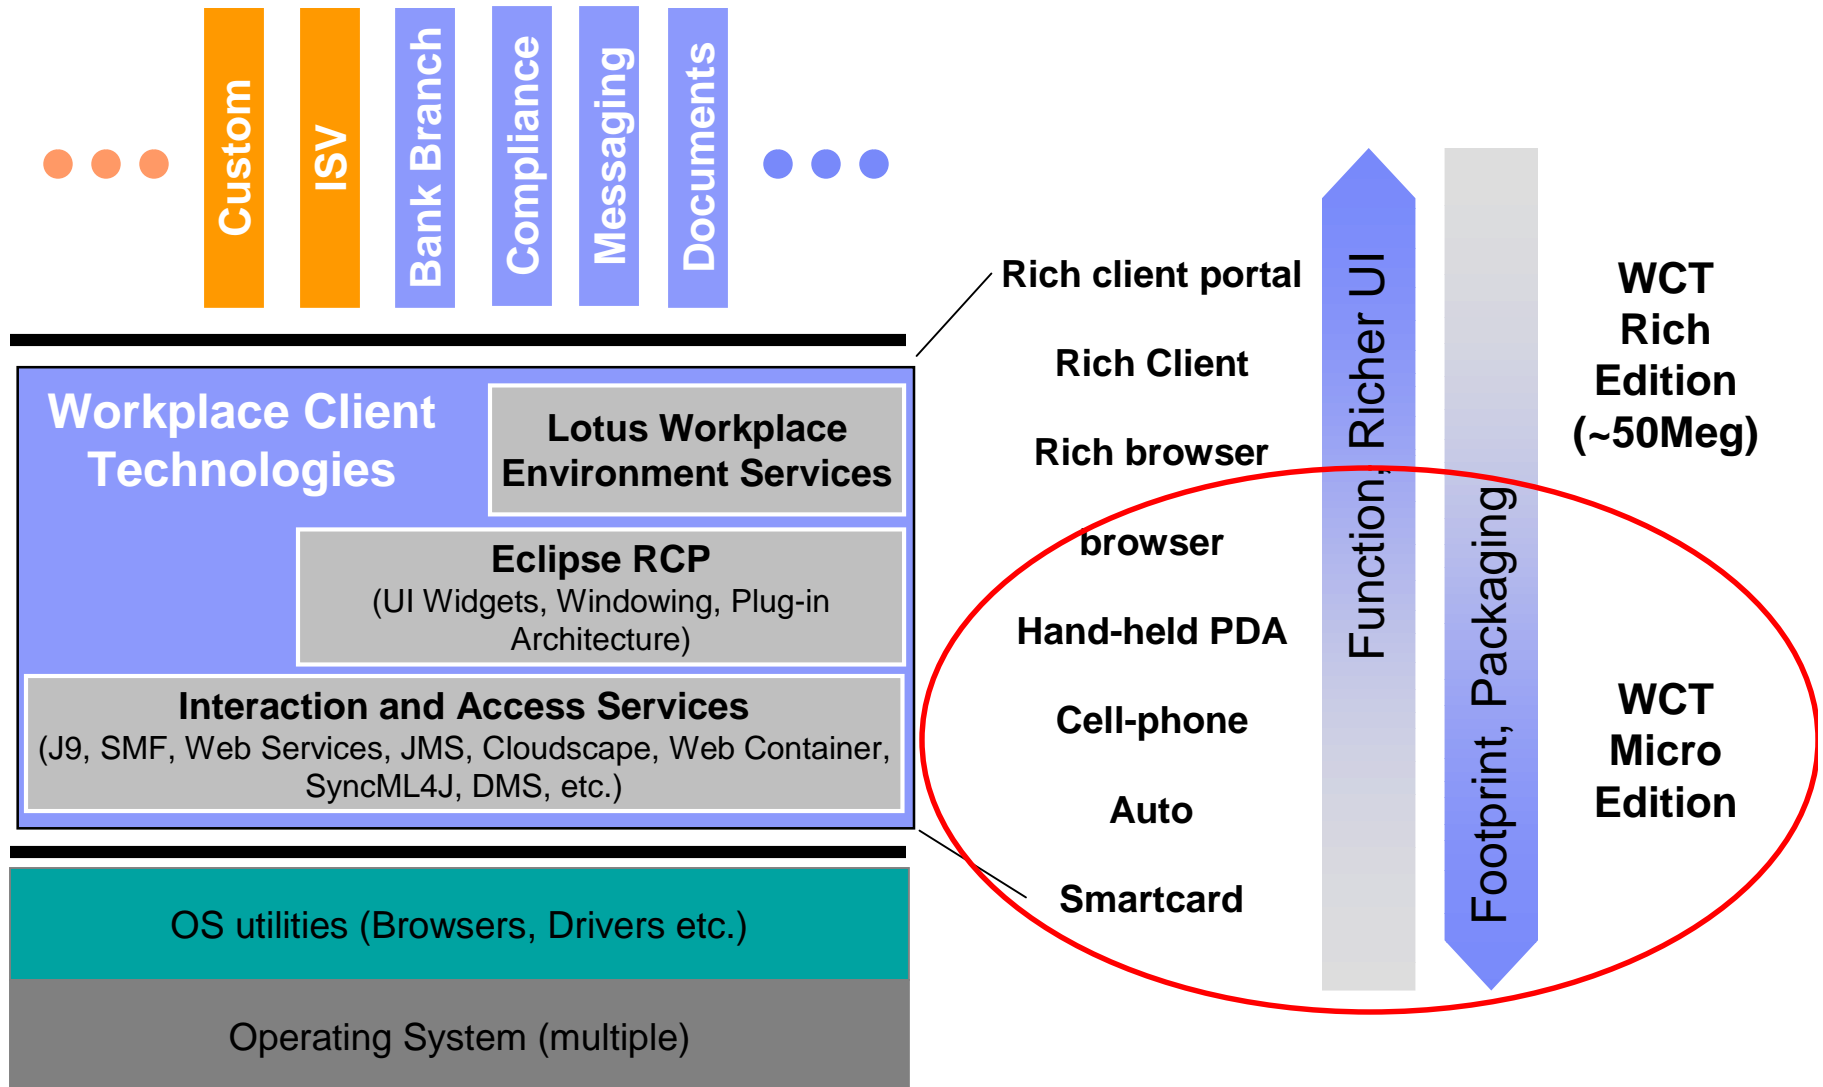 Custom
ISV
Bank Branch
Compliance
Messaging
Documents
Workplace Client
Technologies
Lotus Workplace
Environment Services
Eclipse RCP
(UI Widgets, Windowing, Plug-in
Architecture)
Interaction and Access Services
(J9, SMF, Web Services, JMS, Cloudscape, Web Container,
SyncML4J, DMS, etc.)
OS utilities (Browsers, Drivers etc.)
Operating System (multiple)
Rich client portal
Rich Client
Rich browser
browser
Hand-held PDA
Cell-phone
Auto
Smartcard
Function, Richer UI
Footprint, Packaging
WCT
Rich
Edition
(~50Meg)
WCT
Micro
Edition